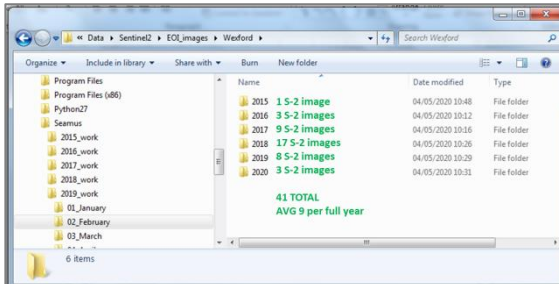 « Data ▸ Sentinel2 ▸ EOI_images ▸ Wexford ▸
Search Wexford
Organize Include in library Share with Burn New folder
Program Files
Program Files (x86)
Python27
Seamus
2015_work
2016_work
2017_work
2018_work
2019_work
01_January
02_February
03_March
Name Date modified Type
2015 1 S-2 image 04/05/2020 10:48 File folder
2016 3 S-2 images 04/05/2020 10:12 File folder
2017 9 S-2 images 04/05/2020 10:16 File folder
2018 17 S-2 images 04/05/2020 10:26 File folder
2019 8 S-2 images 04/05/2020 10:29 File folder
2020 3 S-2 images 04/05/2020 10:31 File folder
41 TOTAL
AVG 9 per full year
6 items